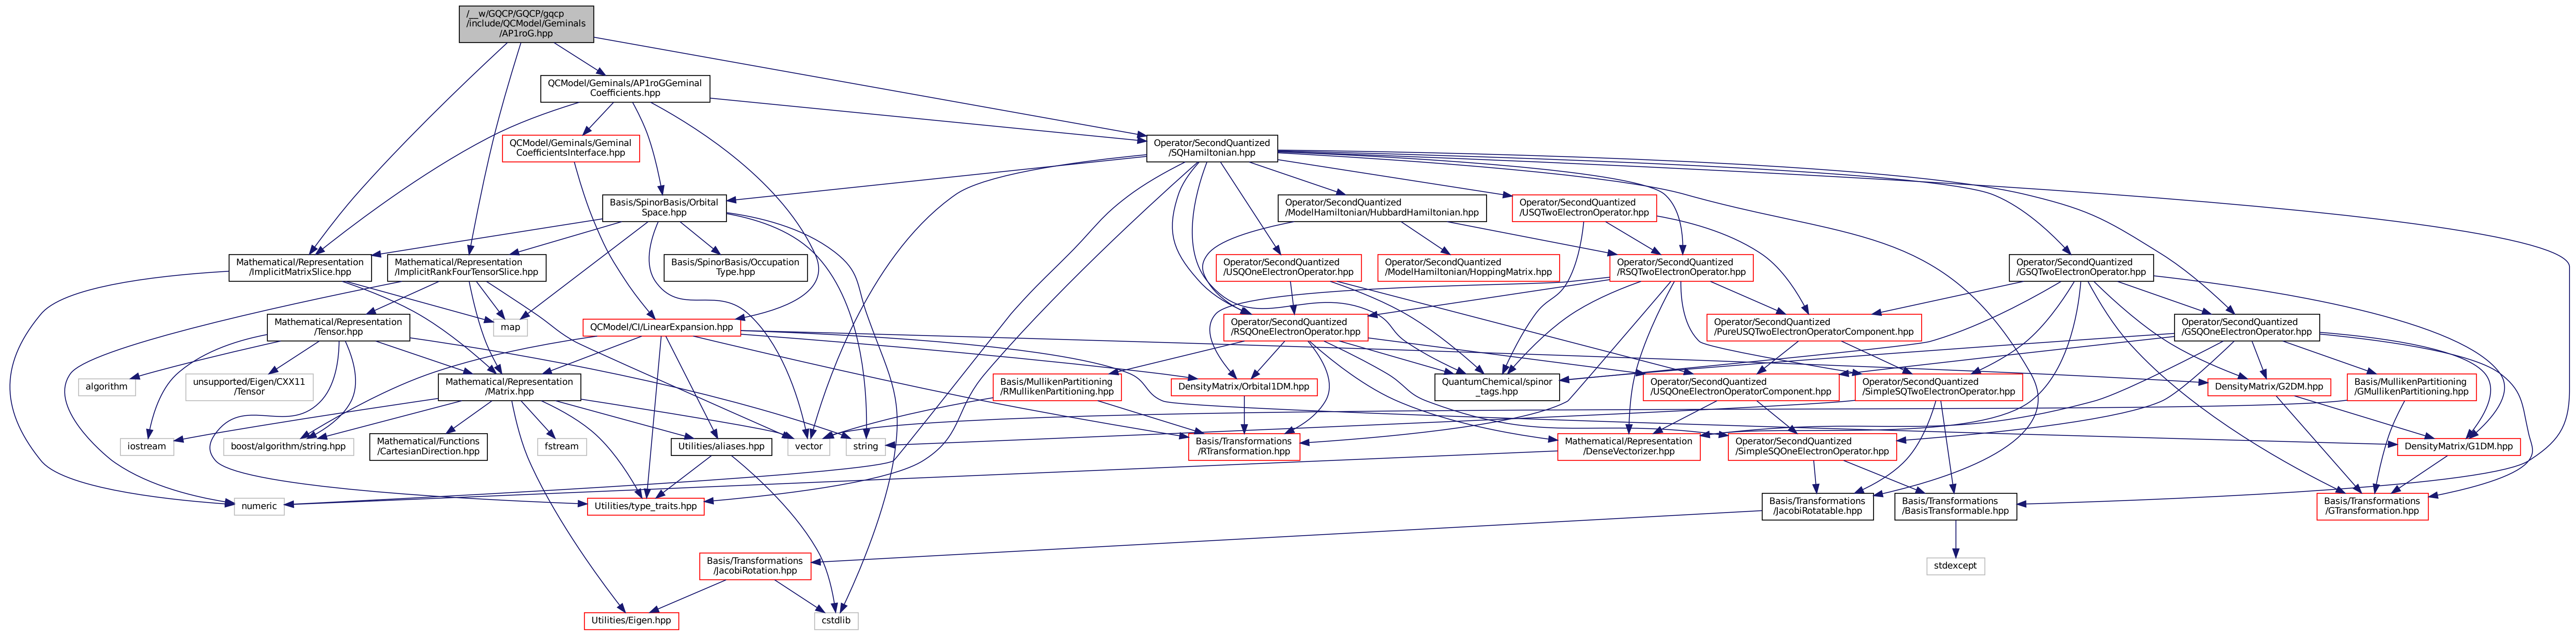 /__w/GQCP/GQCP/gqcp
/include/QCModel/Geminals
/AP1roG.hpp
QCModel/Geminals/AP1roGGeminal
Coefficients.hpp
QCModel/Geminals/Geminal
CoefficientsInterface.hpp
Operator/SecondQuantized
/SQHamiltonian.hpp
Basis/SpinorBasis/Orbital
Space.hpp
Operator/SecondQuantized
/ModelHamiltonian/HubbardHamiltonian.hpp
Operator/SecondQuantized
/USQTwoElectronOperator.hpp
Mathematical/Representation
/ImplicitMatrixSlice.hpp
Mathematical/Representation
/ImplicitRankFourTensorSlice.hpp
Basis/SpinorBasis/Occupation
Type.hpp
Operator/SecondQuantized
/USQOneElectronOperator.hpp
Operator/SecondQuantized
/ModelHamiltonian/HoppingMatrix.hpp
Operator/SecondQuantized
/RSQTwoElectronOperator.hpp
Operator/SecondQuantized
/GSQTwoElectronOperator.hpp
Mathematical/Representation
/Tensor.hpp
map
QCModel/CI/LinearExpansion.hpp
Operator/SecondQuantized
/RSQOneElectronOperator.hpp
Operator/SecondQuantized
/PureUSQTwoElectronOperatorComponent.hpp
Operator/SecondQuantized
/GSQOneElectronOperator.hpp
algorithm
unsupported/Eigen/CXX11
/Tensor
Mathematical/Representation
/Matrix.hpp
Basis/MullikenPartitioning
/RMullikenPartitioning.hpp
DensityMatrix/Orbital1DM.hpp
QuantumChemical/spinor
_tags.hpp
Operator/SecondQuantized
/USQOneElectronOperatorComponent.hpp
Operator/SecondQuantized
/SimpleSQTwoElectronOperator.hpp
DensityMatrix/G2DM.hpp
Basis/MullikenPartitioning
/GMullikenPartitioning.hpp
iostream
boost/algorithm/string.hpp
Mathematical/Functions
/CartesianDirection.hpp
fstream
Utilities/aliases.hpp
vector
string
Basis/Transformations
/RTransformation.hpp
Mathematical/Representation
/DenseVectorizer.hpp
Operator/SecondQuantized
/SimpleSQOneElectronOperator.hpp
DensityMatrix/G1DM.hpp
numeric
Utilities/type_traits.hpp
Basis/Transformations
/JacobiRotatable.hpp
Basis/Transformations
/BasisTransformable.hpp
Basis/Transformations
/GTransformation.hpp
Basis/Transformations
/JacobiRotation.hpp
stdexcept
Utilities/Eigen.hpp
cstdlib